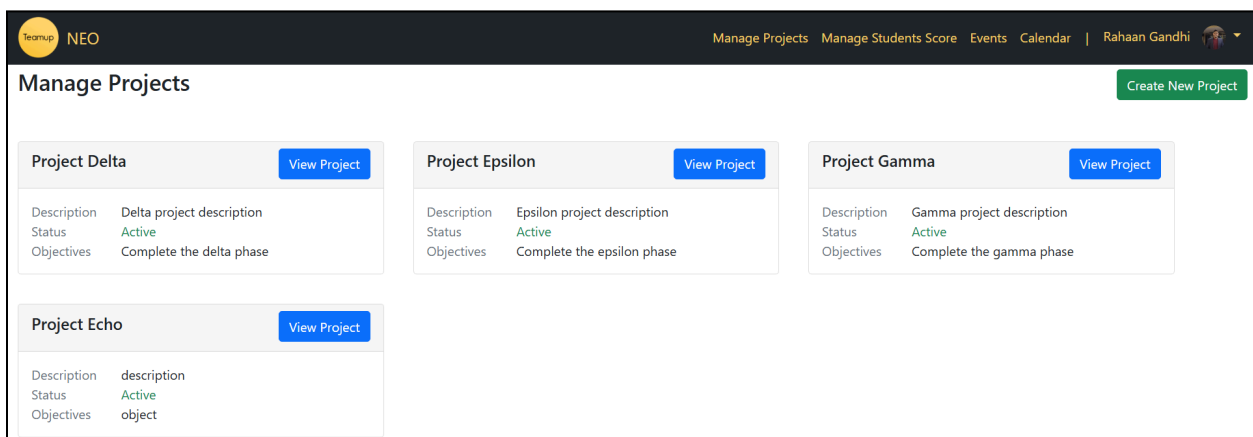 Teamup NEO Manage Projects Manage Students Score Events Calendar | Rahaan Gandhi
Manage Projects Create New Project
Project Delta View Project
Description Delta project description
Status Active
Objectives Complete the delta phase
Project Epsilon View Project
Description Epsilon project description
Status Active
Objectives Complete the epsilon phase
Project Gamma View Project
Description Gamma project description
Status Active
Objectives Complete the gamma phase
Project Echo View Project
Description description
Status Active
Objectives object